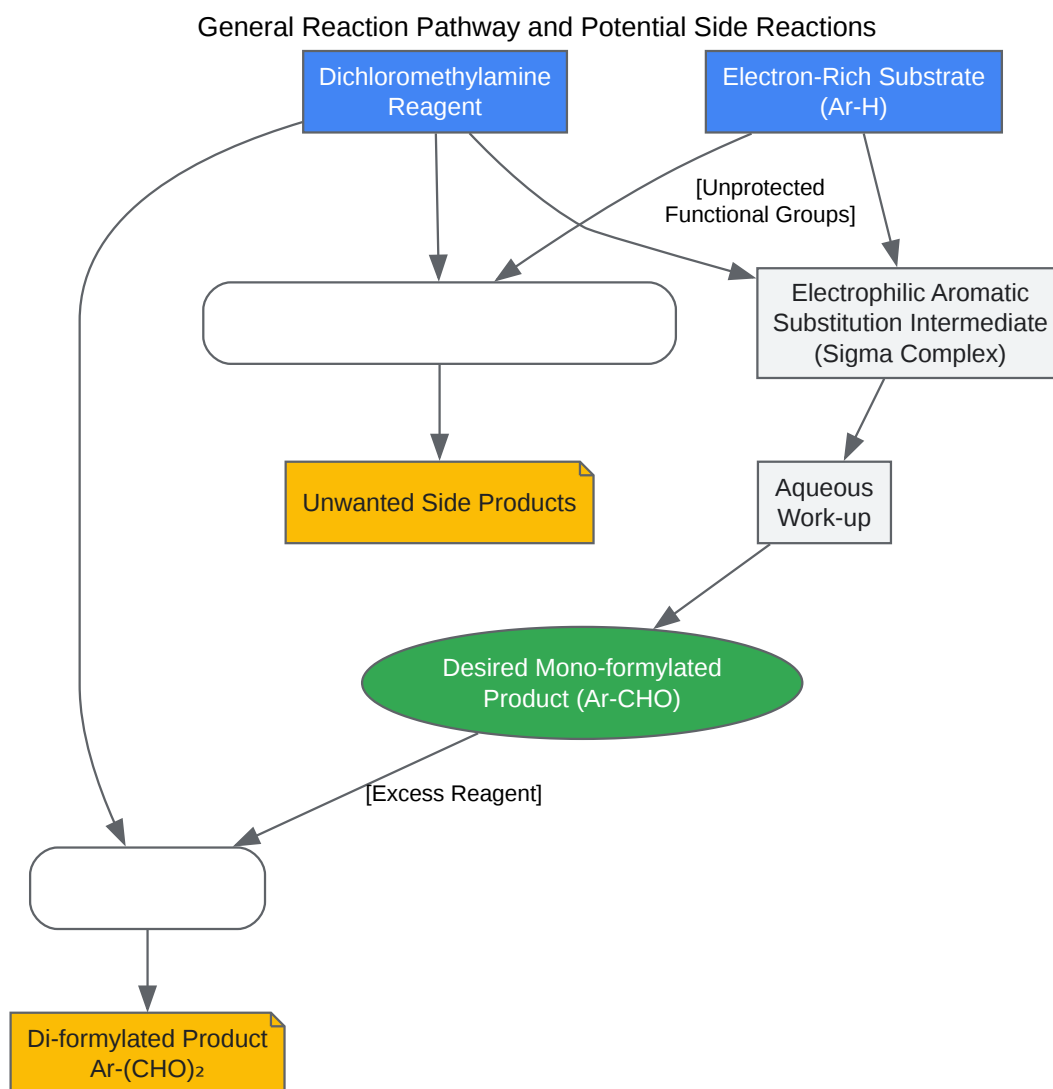 General Reaction Pathway and Potential Side Reactions
Dichloromethylamine
Reagent
Electron-Rich Substrate
(Ar-H)
[Unprotected
Functional Groups]
Electrophilic Aromatic
Substitution Intermediate
(Sigma Complex)
Unwanted Side Products
Aqueous
Work-up
Desired Mono-formylated
Product (Ar-CHO)
[Excess Reagent]
Di-formylated Product
Ar-(CHO)₂